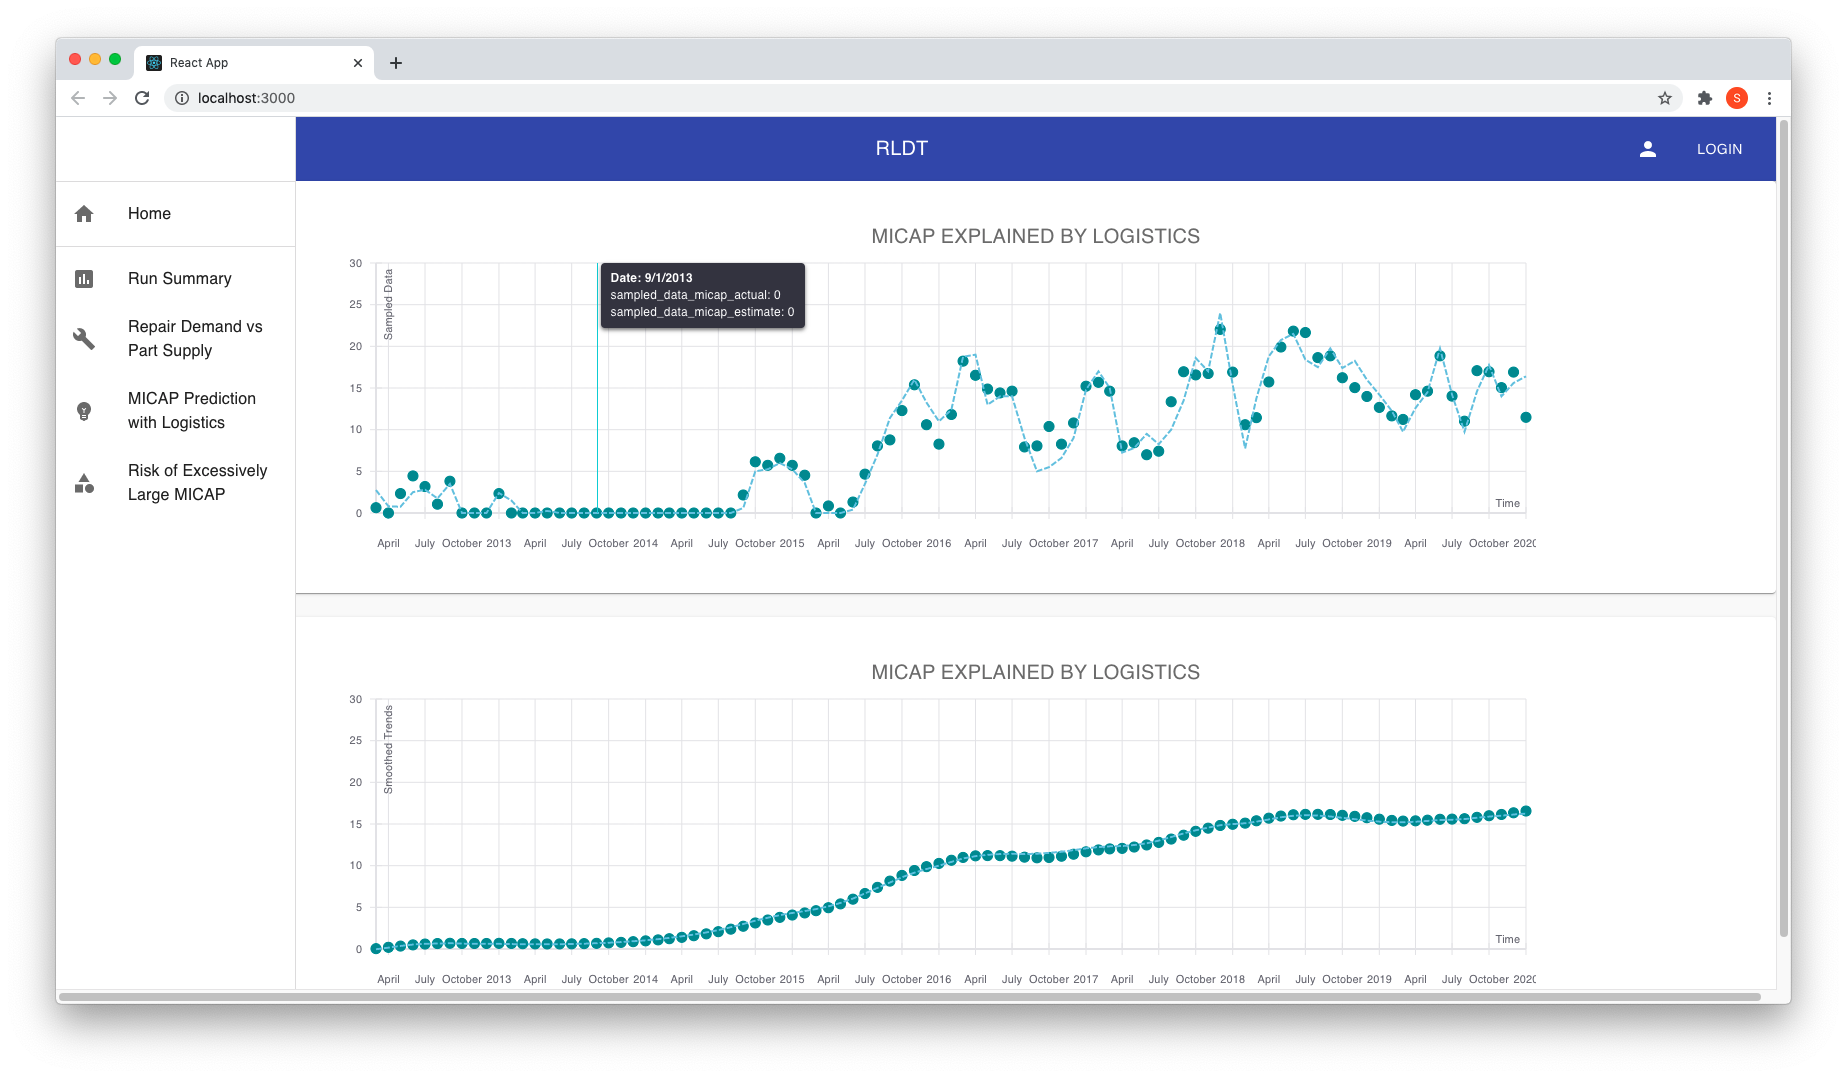 React App
localhost:3000
S
RLDT
LOGIN
Home
Run Summary
Repair Demand vs
Part Supply
MICAP Prediction
with Logistics
Risk of Excessively
Large MICAP
MICAP EXPLAINED BY LOGISTICS
30
25
20
15
10
5
0
Sampled Data
Date: 9/1/2013
sampled_data_micap_actual: 0
sampled_data_micap_estimate: 0
Time
April July October 2013 April July October 2014 April July October 2015 April July October 2016 April July October 2017 April July October 2018 April July October 2019 April July October 2020
MICAP EXPLAINED BY LOGISTICS
30
25
20
15
10
5
0
Smoothed Trends
Time
April July October 2013 April July October 2014 April July October 2015 April July October 2016 April July October 2017 April July October 2018 April July October 2019 April July October 2020